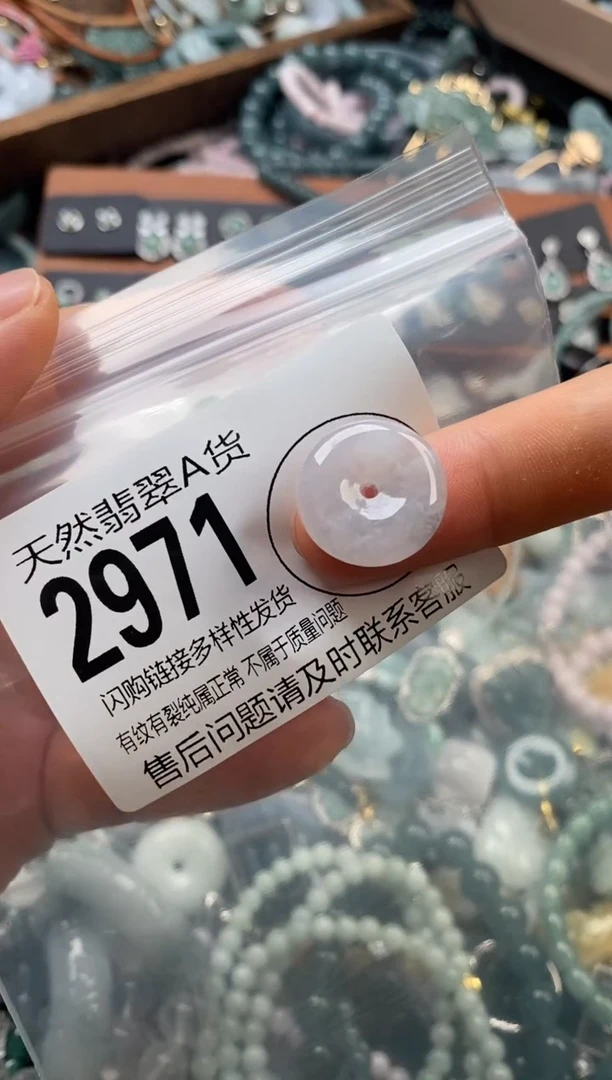 天然翡翠A货
2971
闪购链接多样性发货
有纹有裂纯属正常 不属于质量问题
售后问题请及时联系客服